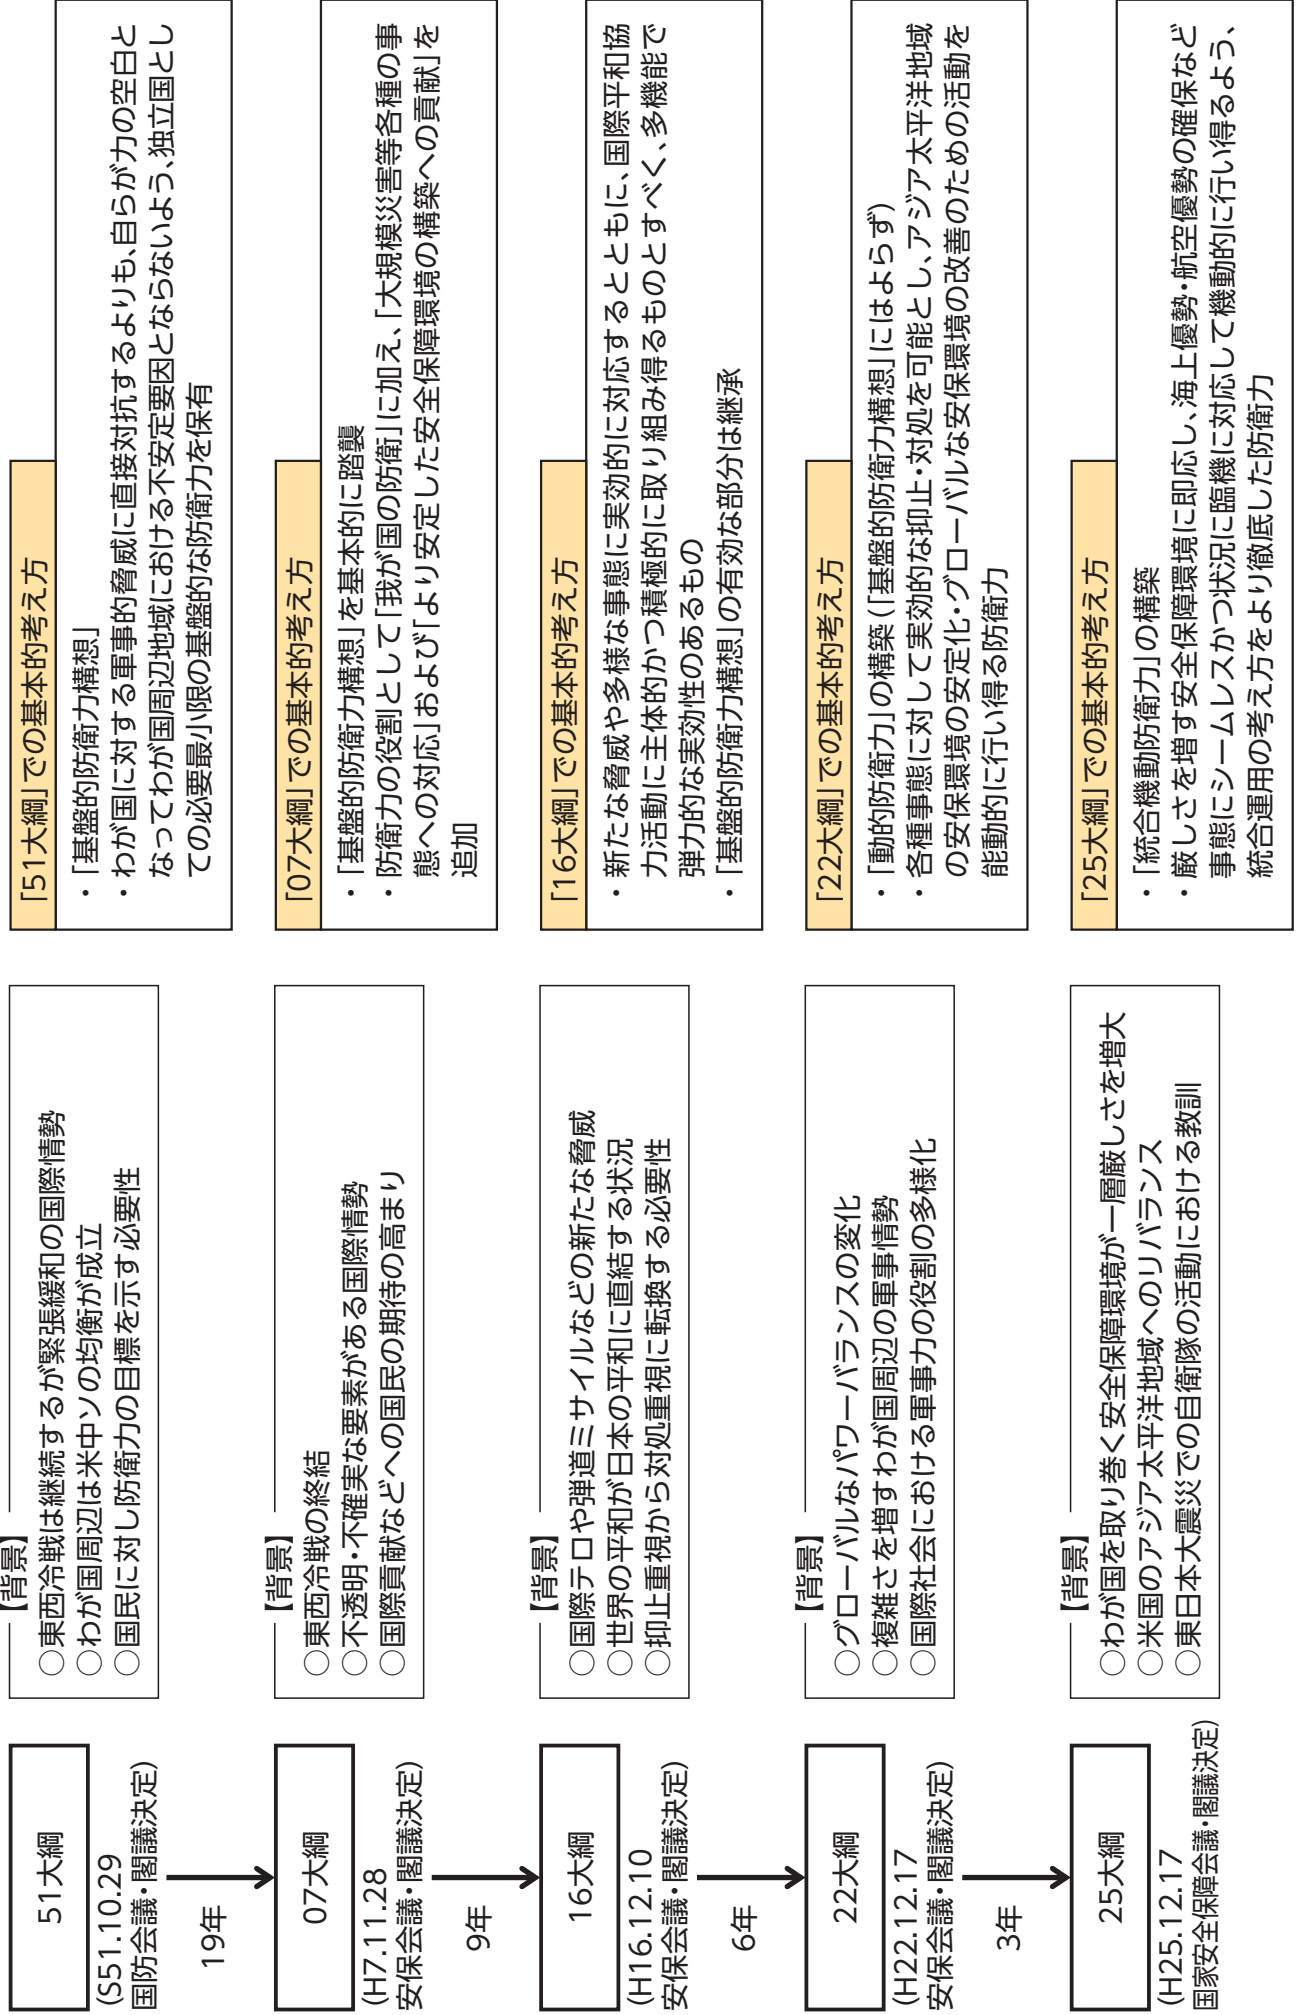 51大綱
(S51.10.29
国防会議・閣議決定)
【背景】
○東西冷戦は継続するが緊張緩和の国際情勢
○わが国周辺は米中ソの均衡が成立
○国民に対し防衛力の目標を示す必要性
「51大綱」での基本的考え方
・「基盤的防衛力構想」
・わが国に対する軍事的脅威に直接対抗するよりも、自らが力の空白と
なってわが国周辺地域における不安定要因とならないよう、独立国とし
ての必要最小限の基盤的な防衛力を保有
19年
07大綱
(H7.11.28
安保会議・閣議決定)
【背景】
○東西冷戦の終結
○不透明・不確実な要素がある国際情勢
○国際貢献などへの国民の期待の高まり
「07大綱」での基本的考え方
・「基盤的防衛力構想」を基本的に踏襲
・防衛力の役割として「我が国の防衛」に加え、「大規模災害等各種の事
態への対応」および「より安定した安全保障環境の構築への貢献」を
追加
9年
16大綱
(H16.12.10
安保会議・閣議決定)
【背景】
○国際テロや弾道ミサイルなどの新たな脅威
○世界の平和が日本の平和に直結する状況
○抑止重視から対処重視に転換する必要性
「16大綱」での基本的考え方
・新たな脅威や多様な事態に実効的に対応するとともに、国際平和協
力活動に主体的かつ積極的に取り組み得るものとすべく、多機能で
弾力的な実効性のあるもの
・「基盤的防衛力構想」の有効な部分は継承
6年
22大綱
(H22.12.17
安保会議・閣議決定)
【背景】
○グローバルなパワーバランスの変化
○複雑さを増すわが国周辺の軍事情勢
○国際社会における軍事力の役割の多様化
「22大綱」での基本的考え方
・「動的防衛力」の構築(「基盤的防衛力構想」にはよらず)
・各種事態に対して実効的な抑止・対処を可能とし、アジア太平洋地域
の安保環境の安定化・グローバルな安保環境の改善のための活動を
能動的に行い得る防衛力
3年
25大綱
(H25.12.17
国家安全保障会議・閣議決定)
【背景】
○わが国を取り巻く安全保障環境が一層厳しさを増大
○米国のアジア太平洋地域へのリバランス
○東日本大震災での自衛隊の活動における教訓
「25大綱」での基本的考え方
・「統合機動防衛力」の構築
・厳しさを増す安全保障環境に即応し、海上優勢・航空優勢の確保など
事態にシームレスかつ状況に臨機に対応して機動的に行い得るよう、
統合運用の考え方をより徹底した防衛力